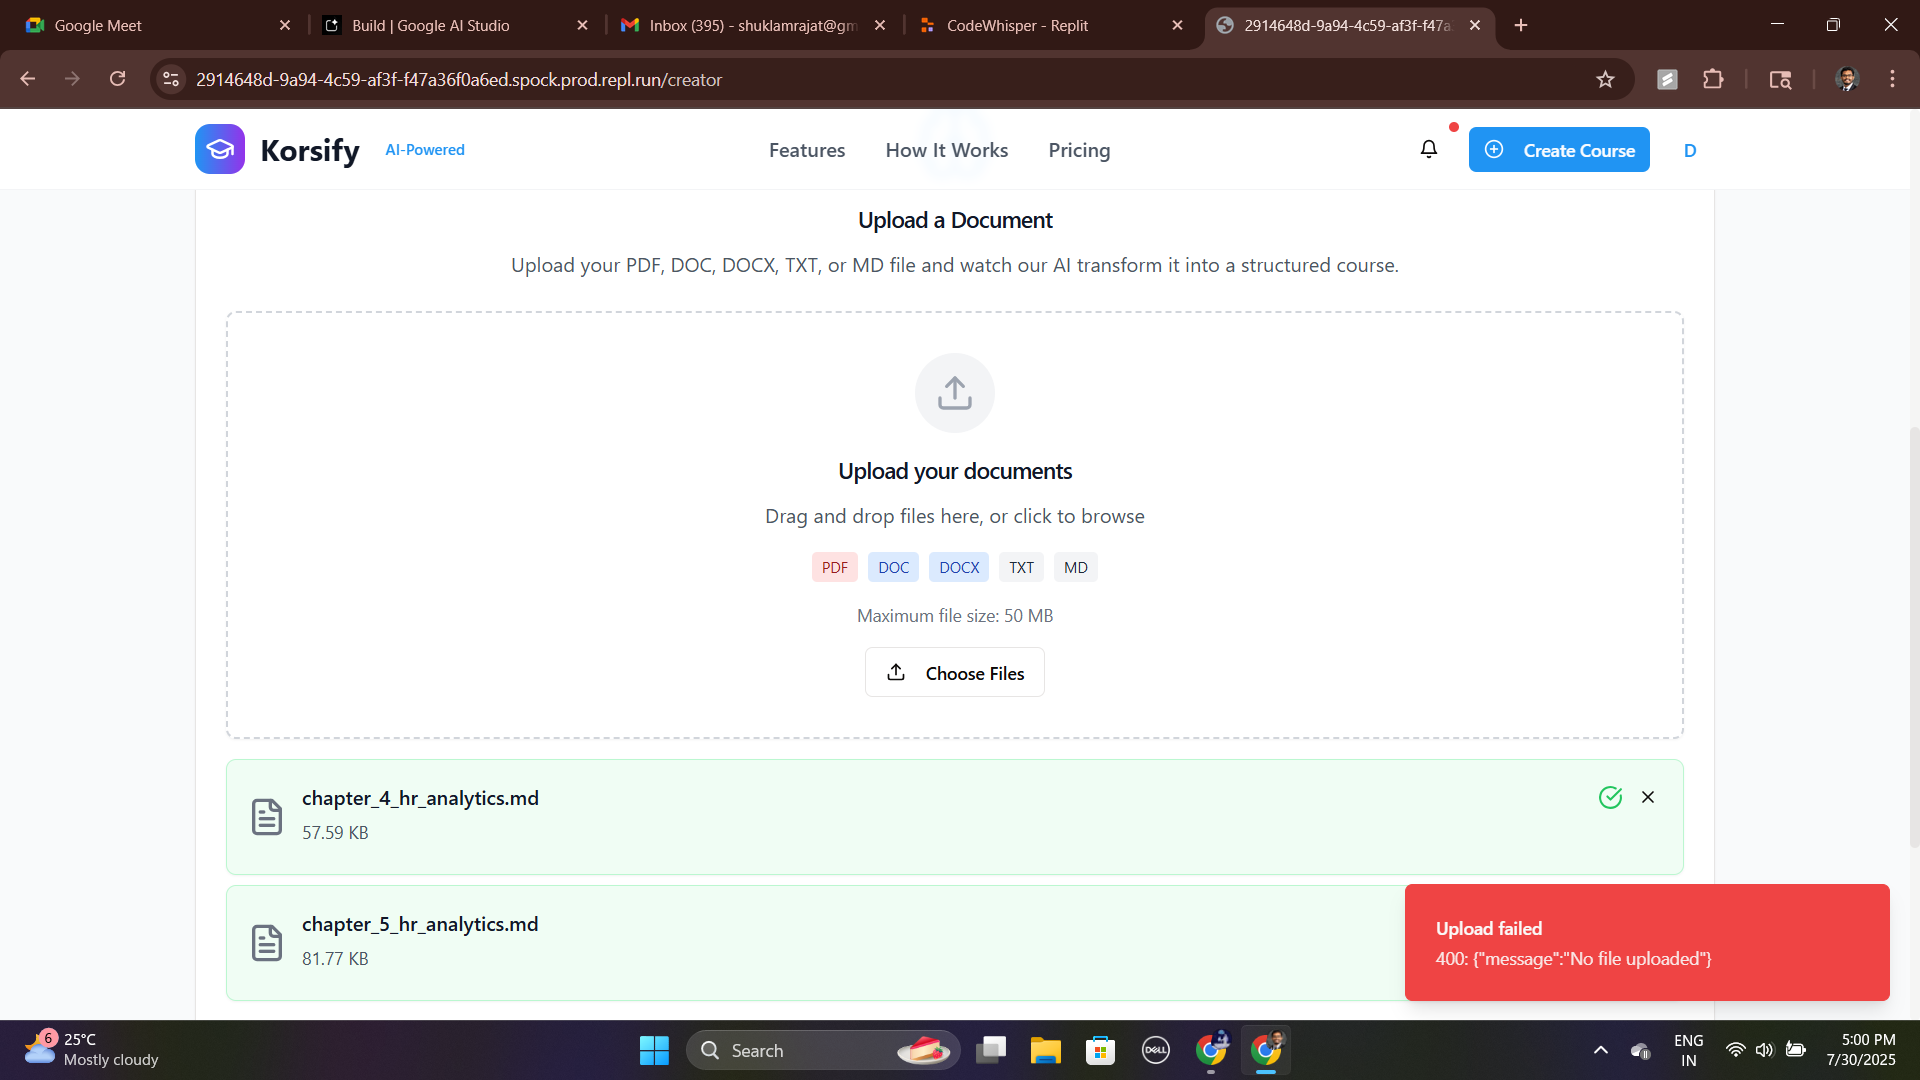 Google Meet
Build | Google AI Studio
Inbox (395) - shuklamrajat@gm
CodeWhisper - Replit
2914648d-9a94-4c59-af3f-f47a
2914648d-9a94-4c59-af3f-f47a36f0a6ed.spock.prod.repl.run/creator
Korsify
AI-Powered
Features
How It Works
Pricing
Create Course
D
Upload a Document
Upload your PDF, DOC, DOCX, TXT, or MD file and watch our AI transform it into a structured course.
Upload your documents
Drag and drop files here, or click to browse
PDF
DOC
DOCX
TXT
MD
Maximum file size: 50 MB
Choose Files
chapter_4_hr_analytics.md
57.59 KB
chapter_5_hr_analytics.md
81.77 KB
Upload failed
400: {"message":"No file uploaded"}
6
25°C
Mostly cloudy
Search
DELL
ENG
IN
5:00 PM
7/30/2025